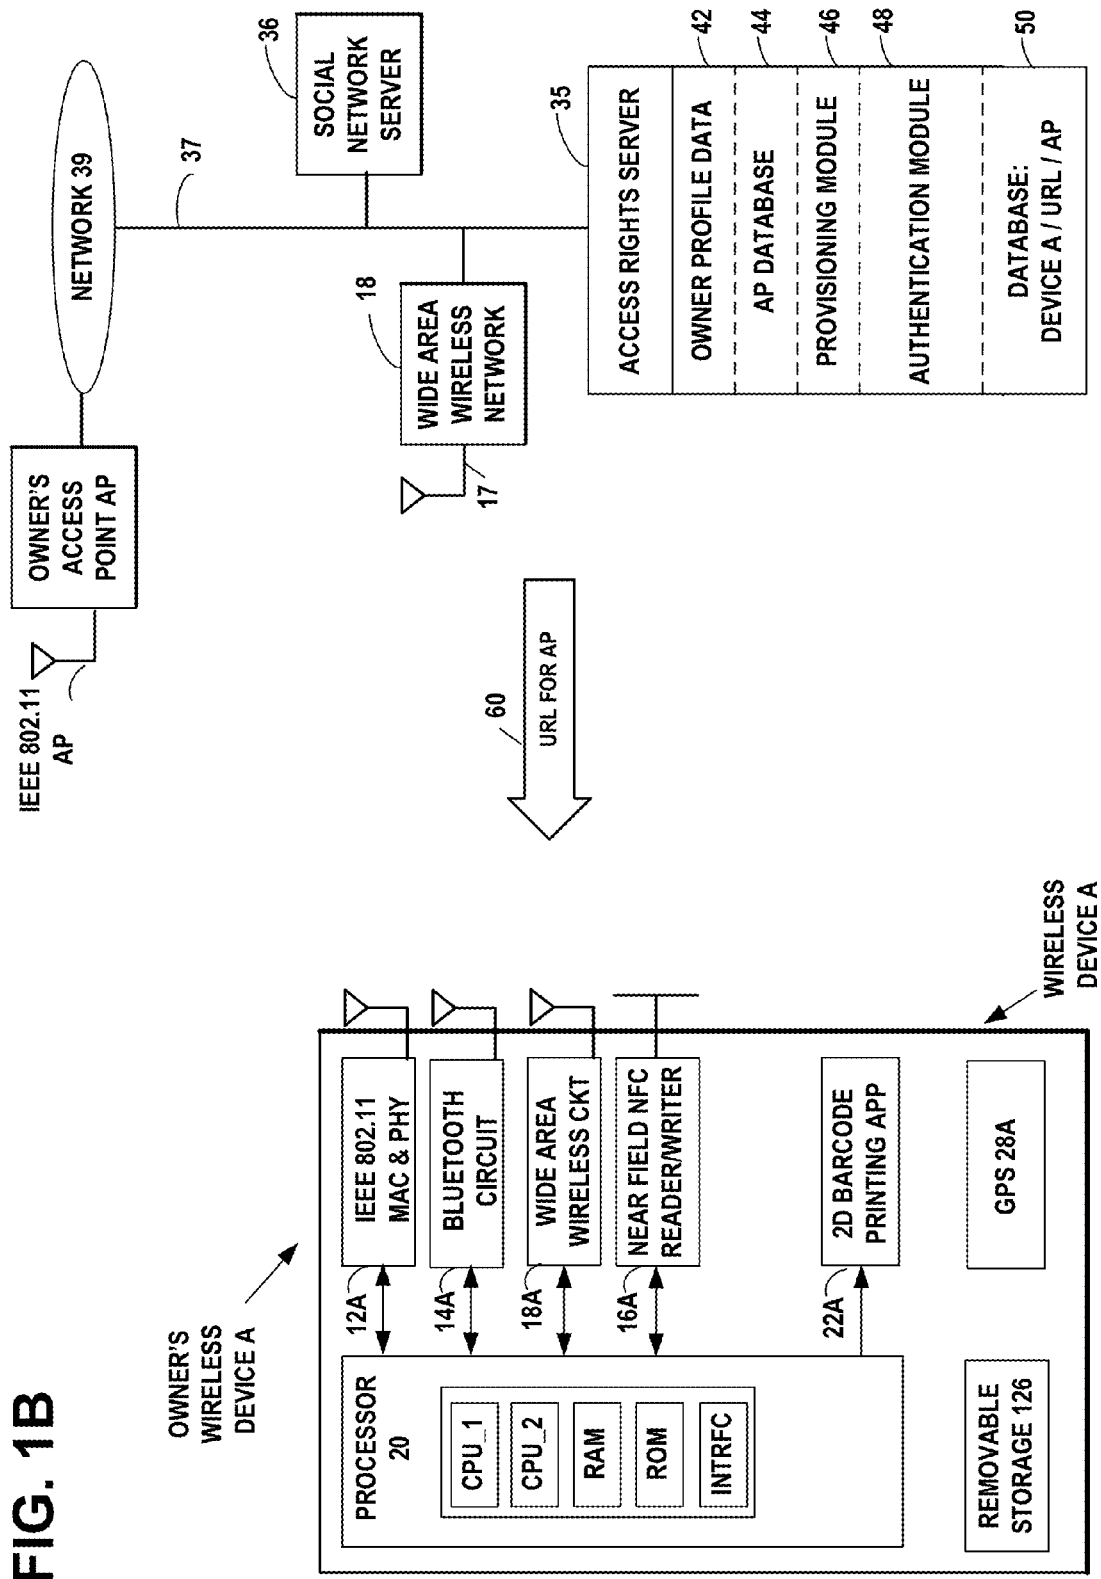 FIG. 1B
OWNER'S
WIRELESS
DEVICE A
PROCESSOR
20
CPU_1
CPU_2
RAM
ROM
INTRFC
REMOVABLE
STORAGE 126
12A
IEEE 802.11
MAC & PHY
14A
BLUETOOTH
CIRCUIT
18A
WIDE AREA
WIRELESS CKT
16A
NEAR FIELD NFC
READER/WRITER
22A
2D BARCODE
PRINTING APP
GPS 28A
WIRELESS
DEVICE A
60
URL FOR AP
IEEE 802.11
AP
OWNER'S
ACCESS
POINT AP
NETWORK 39
37
36
SOCIAL
NETWORK
SERVER
18
WIDE AREA
WIRELESS
NETWORK
17
35
ACCESS RIGHTS SERVER
OWNER PROFILE DATA
42
AP DATABASE
44
PROVISIONING MODULE
46
AUTHENTICATION MODULE
48
DATABASE:
DEVICE A / URL / AP
50